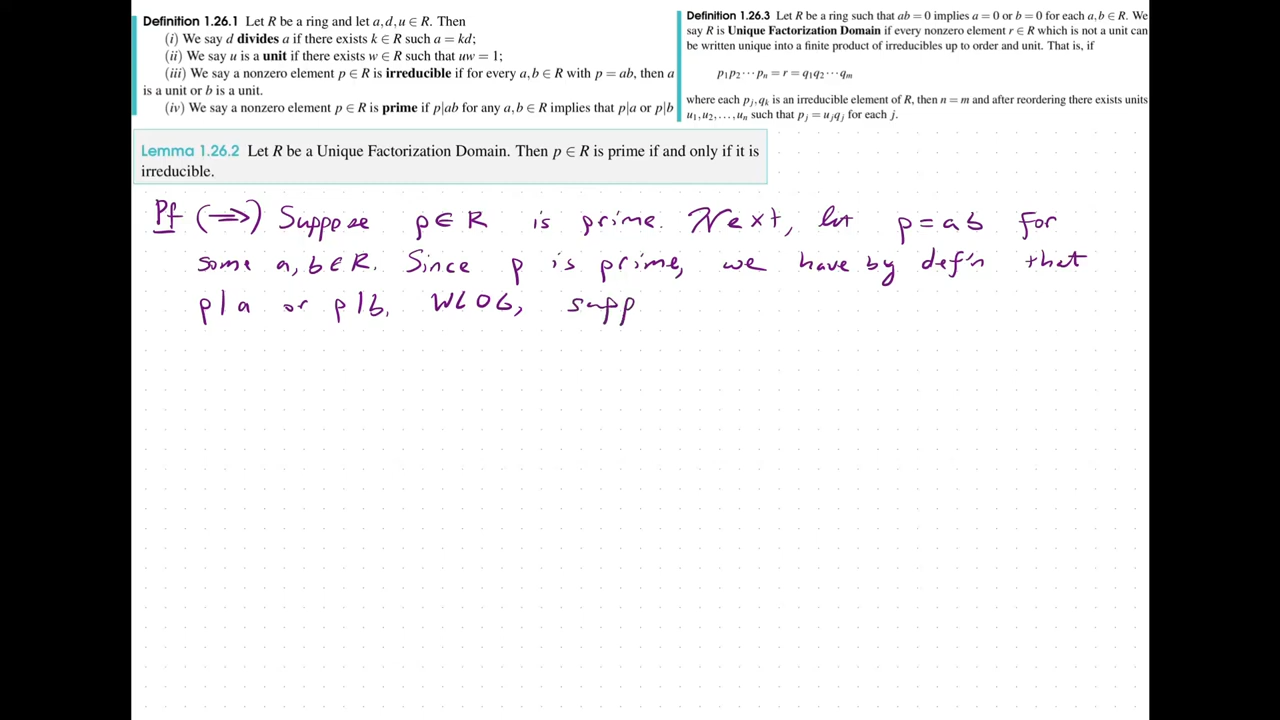 Definition 1.26.1 Let R be a ring and let a,d,u ∈ R. Then
(i) We say d divides a if there exists k ∈ R such a = kd;
(ii) We say u is a unit if there exists w ∈ R such that uw = 1;
(iii) We say a nonzero element p ∈ R is irreducible if for every a,b ∈ R with p = ab, then a
is a unit or b is a unit.
(iv) We say a nonzero element p ∈ R is prime if p|ab for any a,b ∈ R implies that p|a or p|b
Definition 1.26.3 Let R be a ring such that ab = 0 implies a = 0 or b = 0 for each a,b ∈ R. We
say R is Unique Factorization Domain if every nonzero element r ∈ R which is not a unit can
be written unique into a finite product of irreducibles up to order and unit. That is, if
p₁p₂···pₙ = r = q₁q₂···qₘ
where each pⱼ,qₖ is an irreducible element of R, then n = m and after reordering there exists units
u₁,u₂,...,uₙ such that pⱼ = uⱼqⱼ for each j.
Lemma 1.26.2 Let R be a Unique Factorization Domain. Then p ∈ R is prime if and only if it is
irreducible.
Pf (⇒) Suppose p∈R is prime. Next, let p=ab for
some a,b∈R. Since p is prime, we have by def'n that
p|a or p|b. WLOG, supp